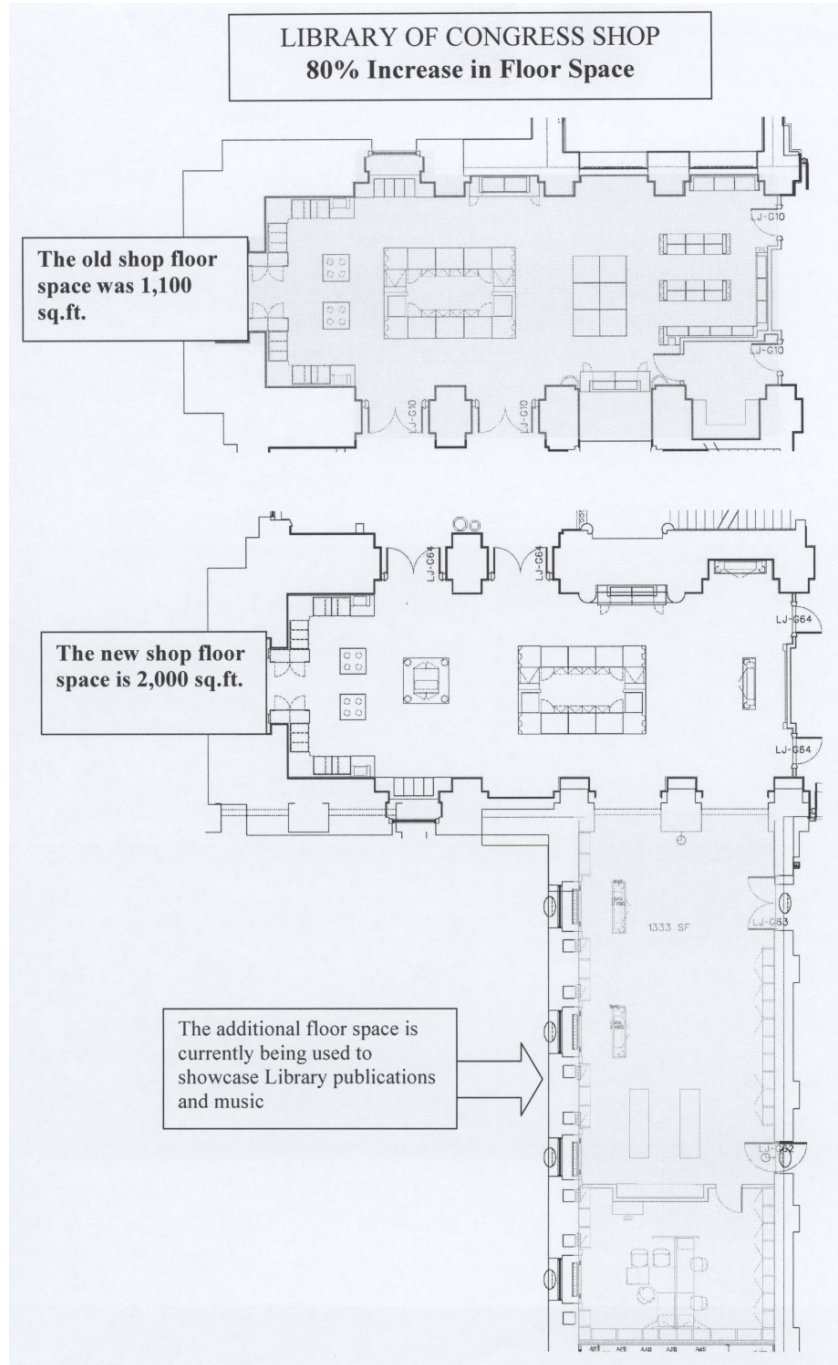 LIBRARY OF CONGRESS SHOP
80% Increase in Floor Space
LJ-G10
The old shop floor
space was 1,100
sq.ft.
LJ-G10
LJ-G10
LJ-G10
LJ-G64
LJ-G64
LJ-G64
The new shop floor
space is 2,000 sq.ft.
LJ-G64
LJ-G63
1333 SF
The additional floor space is
currently being used to
showcase Library publications
and music
LJ-G62